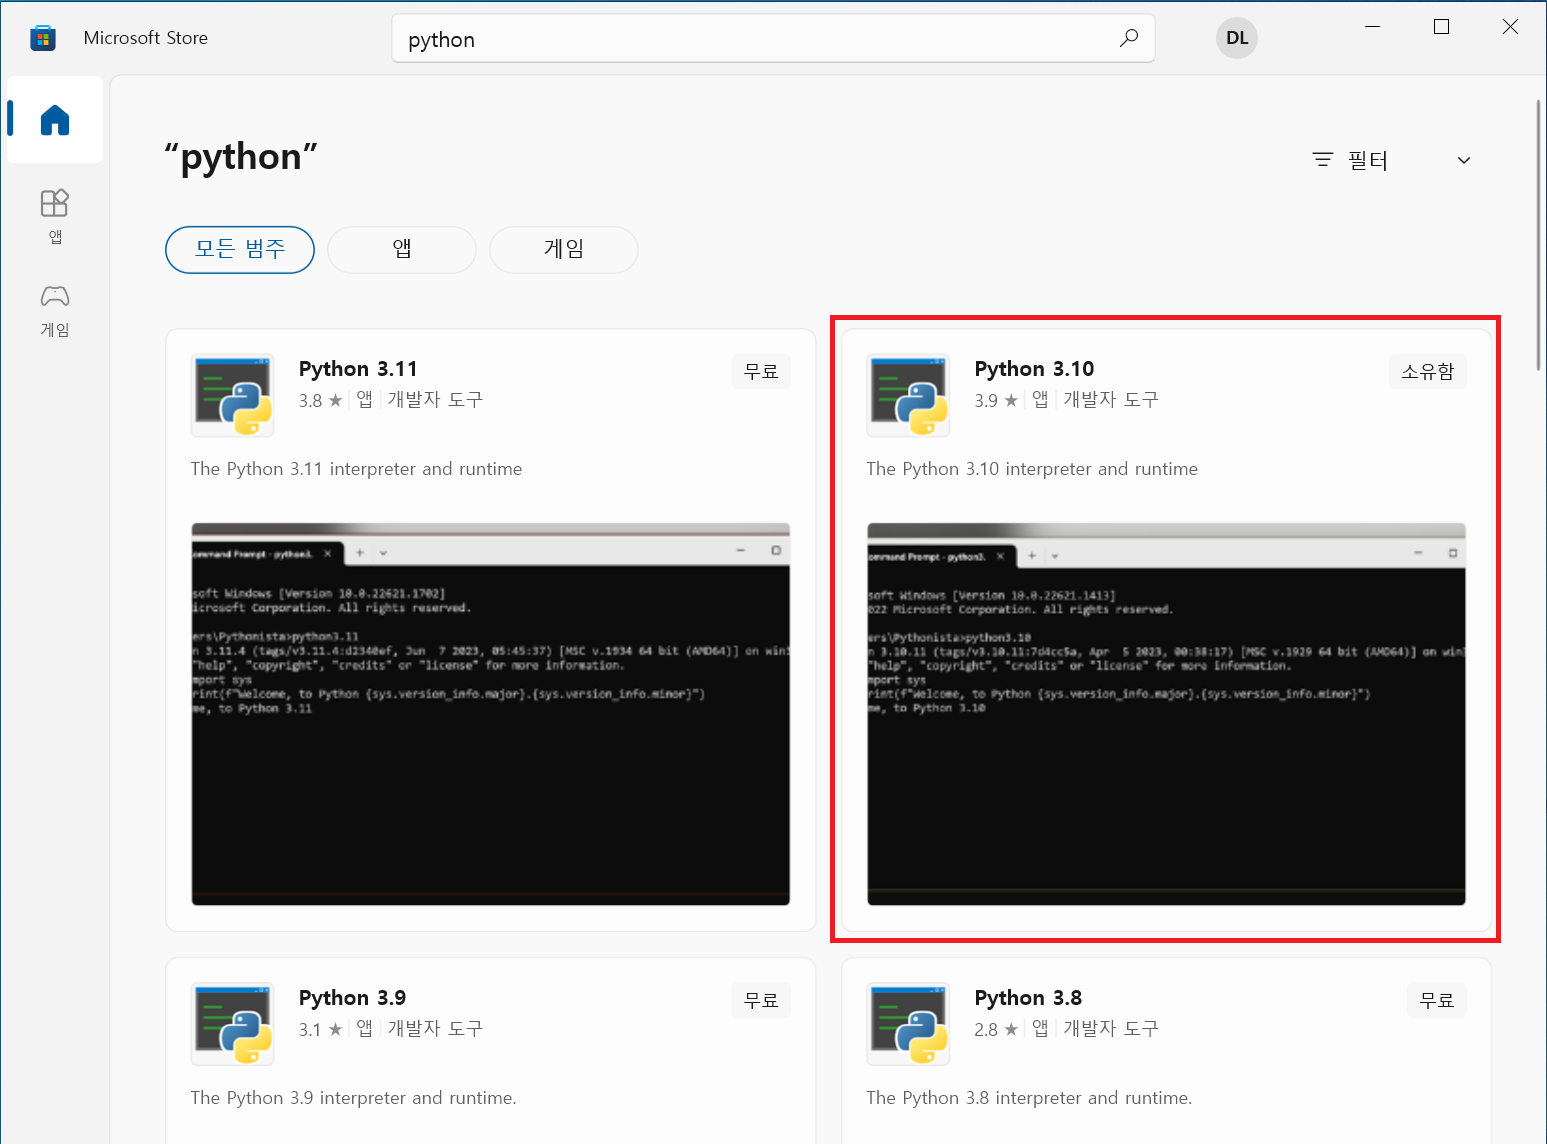 Microsoft Store
python
DL
앱
게임
“python”
필터
모든 범주
앱
게임
Python 3.11
무료
3.8 ★ 앱 개발자 도구
The Python 3.11 interpreter and runtime
ommand Prompt - python3.
soft Windows [Version 10.0.22621.1702]
icrosoft Corporation. All rights reserved.
ers\Pythonista>python3.11
n 3.11.4 (tags/v3.11.4:d2340ef, Jun 7 2023, 05:45:37) [MSC v.1934 64 bit (AMD64)] on win
"help", "copyright", "credits" or "license" for more information.
mport sys
rint(f"Welcome, to Python {sys.version_info.major}.{sys.version_info.minor}")
me, to Python 3.11
Python 3.10
소유함
3.9 ★ 앱 개발자 도구
The Python 3.10 interpreter and runtime
ommand Prompt - python3.
soft Windows [Version 10.0.22621.1413]
022 Microsoft Corporation. All rights reserved.
ers\Pythonista>python3.10
n 3.10.11 (tags/v3.10.11:7d4cc5a, Apr 5 2023, 00:38:17) [MSC v.1929 64 bit (AMD64)] on win
"help", "copyright", "credits" or "license" for more information.
mport sys
rint(f"Welcome, to Python {sys.version_info.major}.{sys.version_info.minor}")
me, to Python 3.10
Python 3.9
무료
3.1 ★ 앱 개발자 도구
The Python 3.9 interpreter and runtime.
Python 3.8
무료
2.8 ★ 앱 개발자 도구
The Python 3.8 interpreter and runtime.